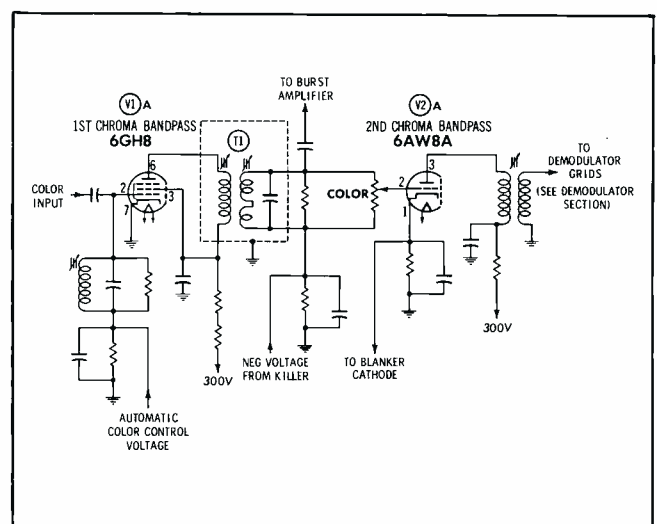 V1 A
1ST CHROMA BANDPASS
6GH8
6
2
3
7
COLOR
INPUT
T1
TO BURST
AMPLIFIER
COLOR
V2 A
2ND CHROMA BANDPASS
6AW8A
3
2
1
TO
DEMODULATOR
GRIDS
(SEE DEMODULATOR
SECTION)
300V
NEG VOLTAGE
FROM KILLER
TO BLANKER
CATHODE
300V
AUTOMATIC
COLOR CONTROL
VOLTAGE